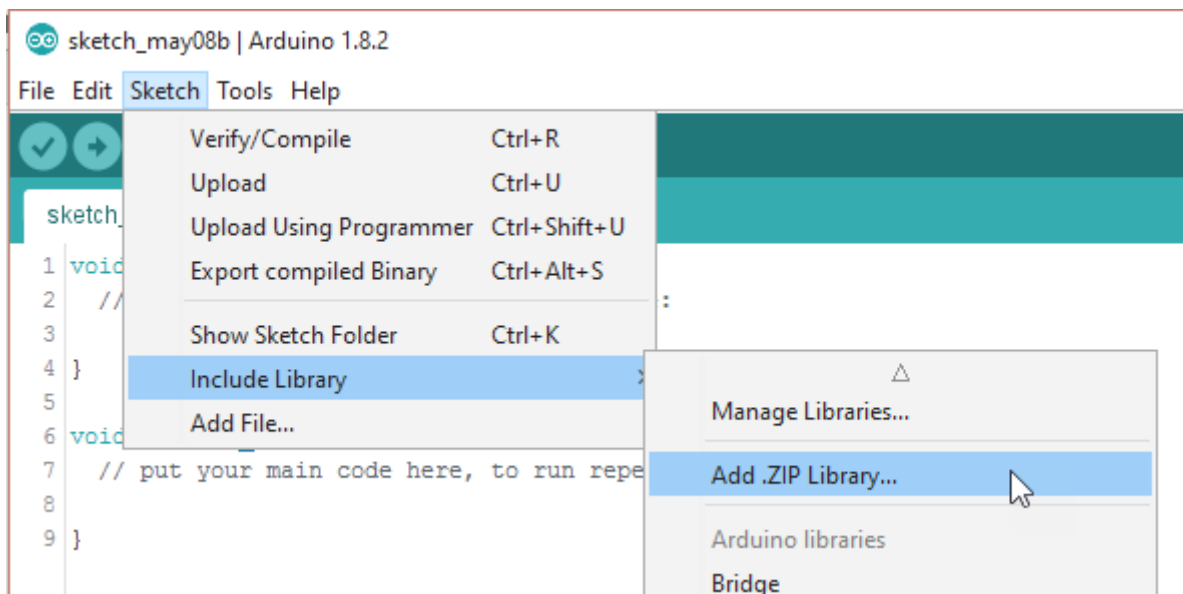 sketch_may08b | Arduino 1.8.2
File Edit Sketch Tools Help
Verify/Compile Ctrl+R
Upload Ctrl+U
sketch_
Upload Using Programmer Ctrl+Shift+U
1 void
Export compiled Binary Ctrl+Alt+S
2 // :
3
Show Sketch Folder Ctrl+K
4 }
Include Library
5
Add File...
Manage Libraries...
6 void
7 // put your main code here, to run repe
Add .ZIP Library...
8
9 }
Arduino libraries
Bridge